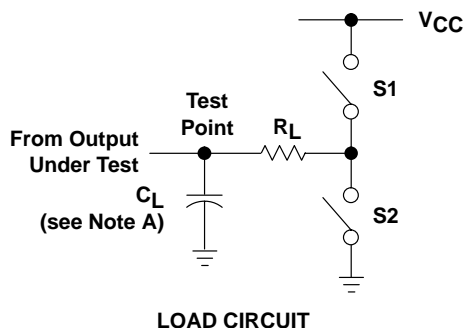 VCC
S1
Test
Point
RL
From Output
Under Test
CL
(see Note A)
S2
LOAD CIRCUIT